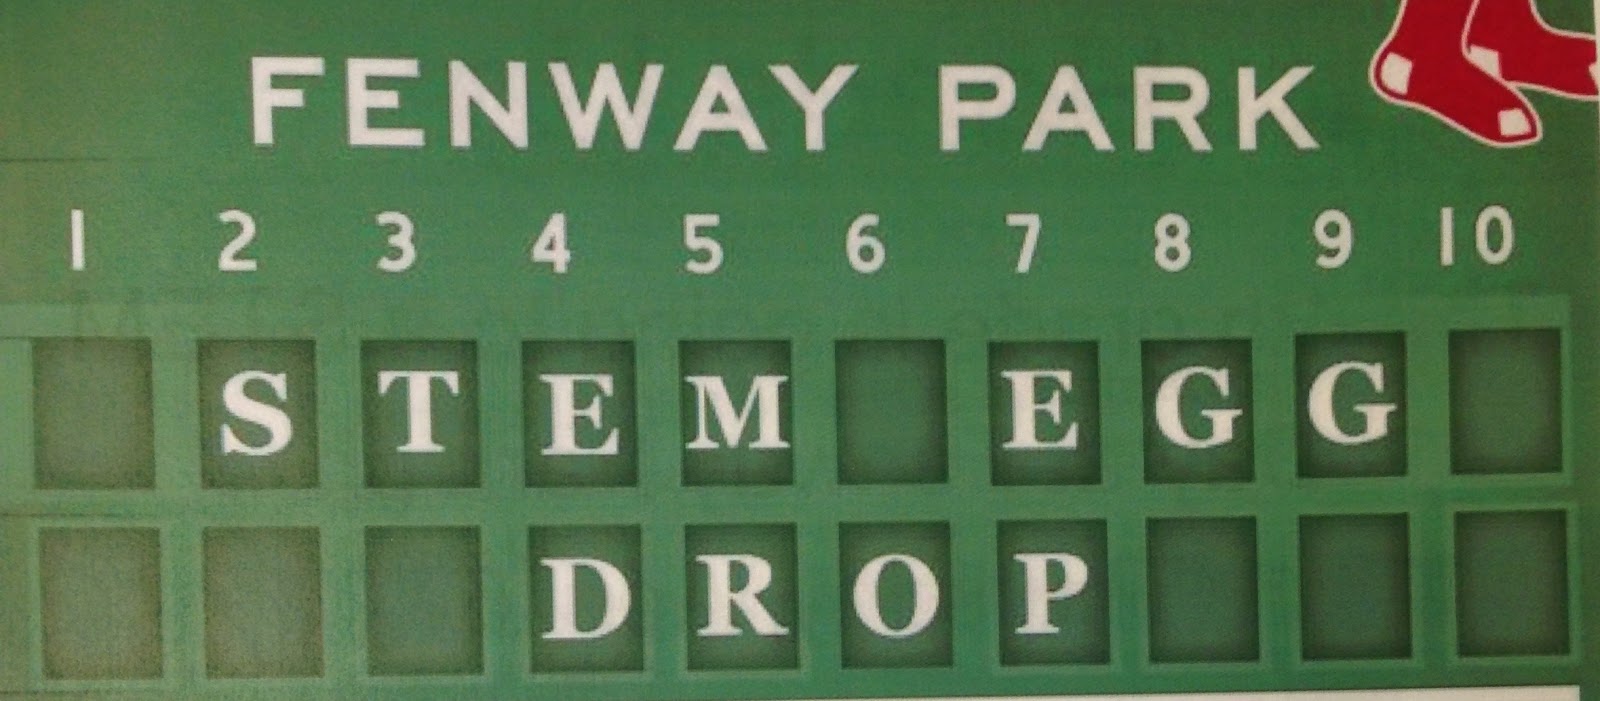 FENWAY PARK
1 2 3 4 5 6 7 8 9 10
STEM EGG
DROP